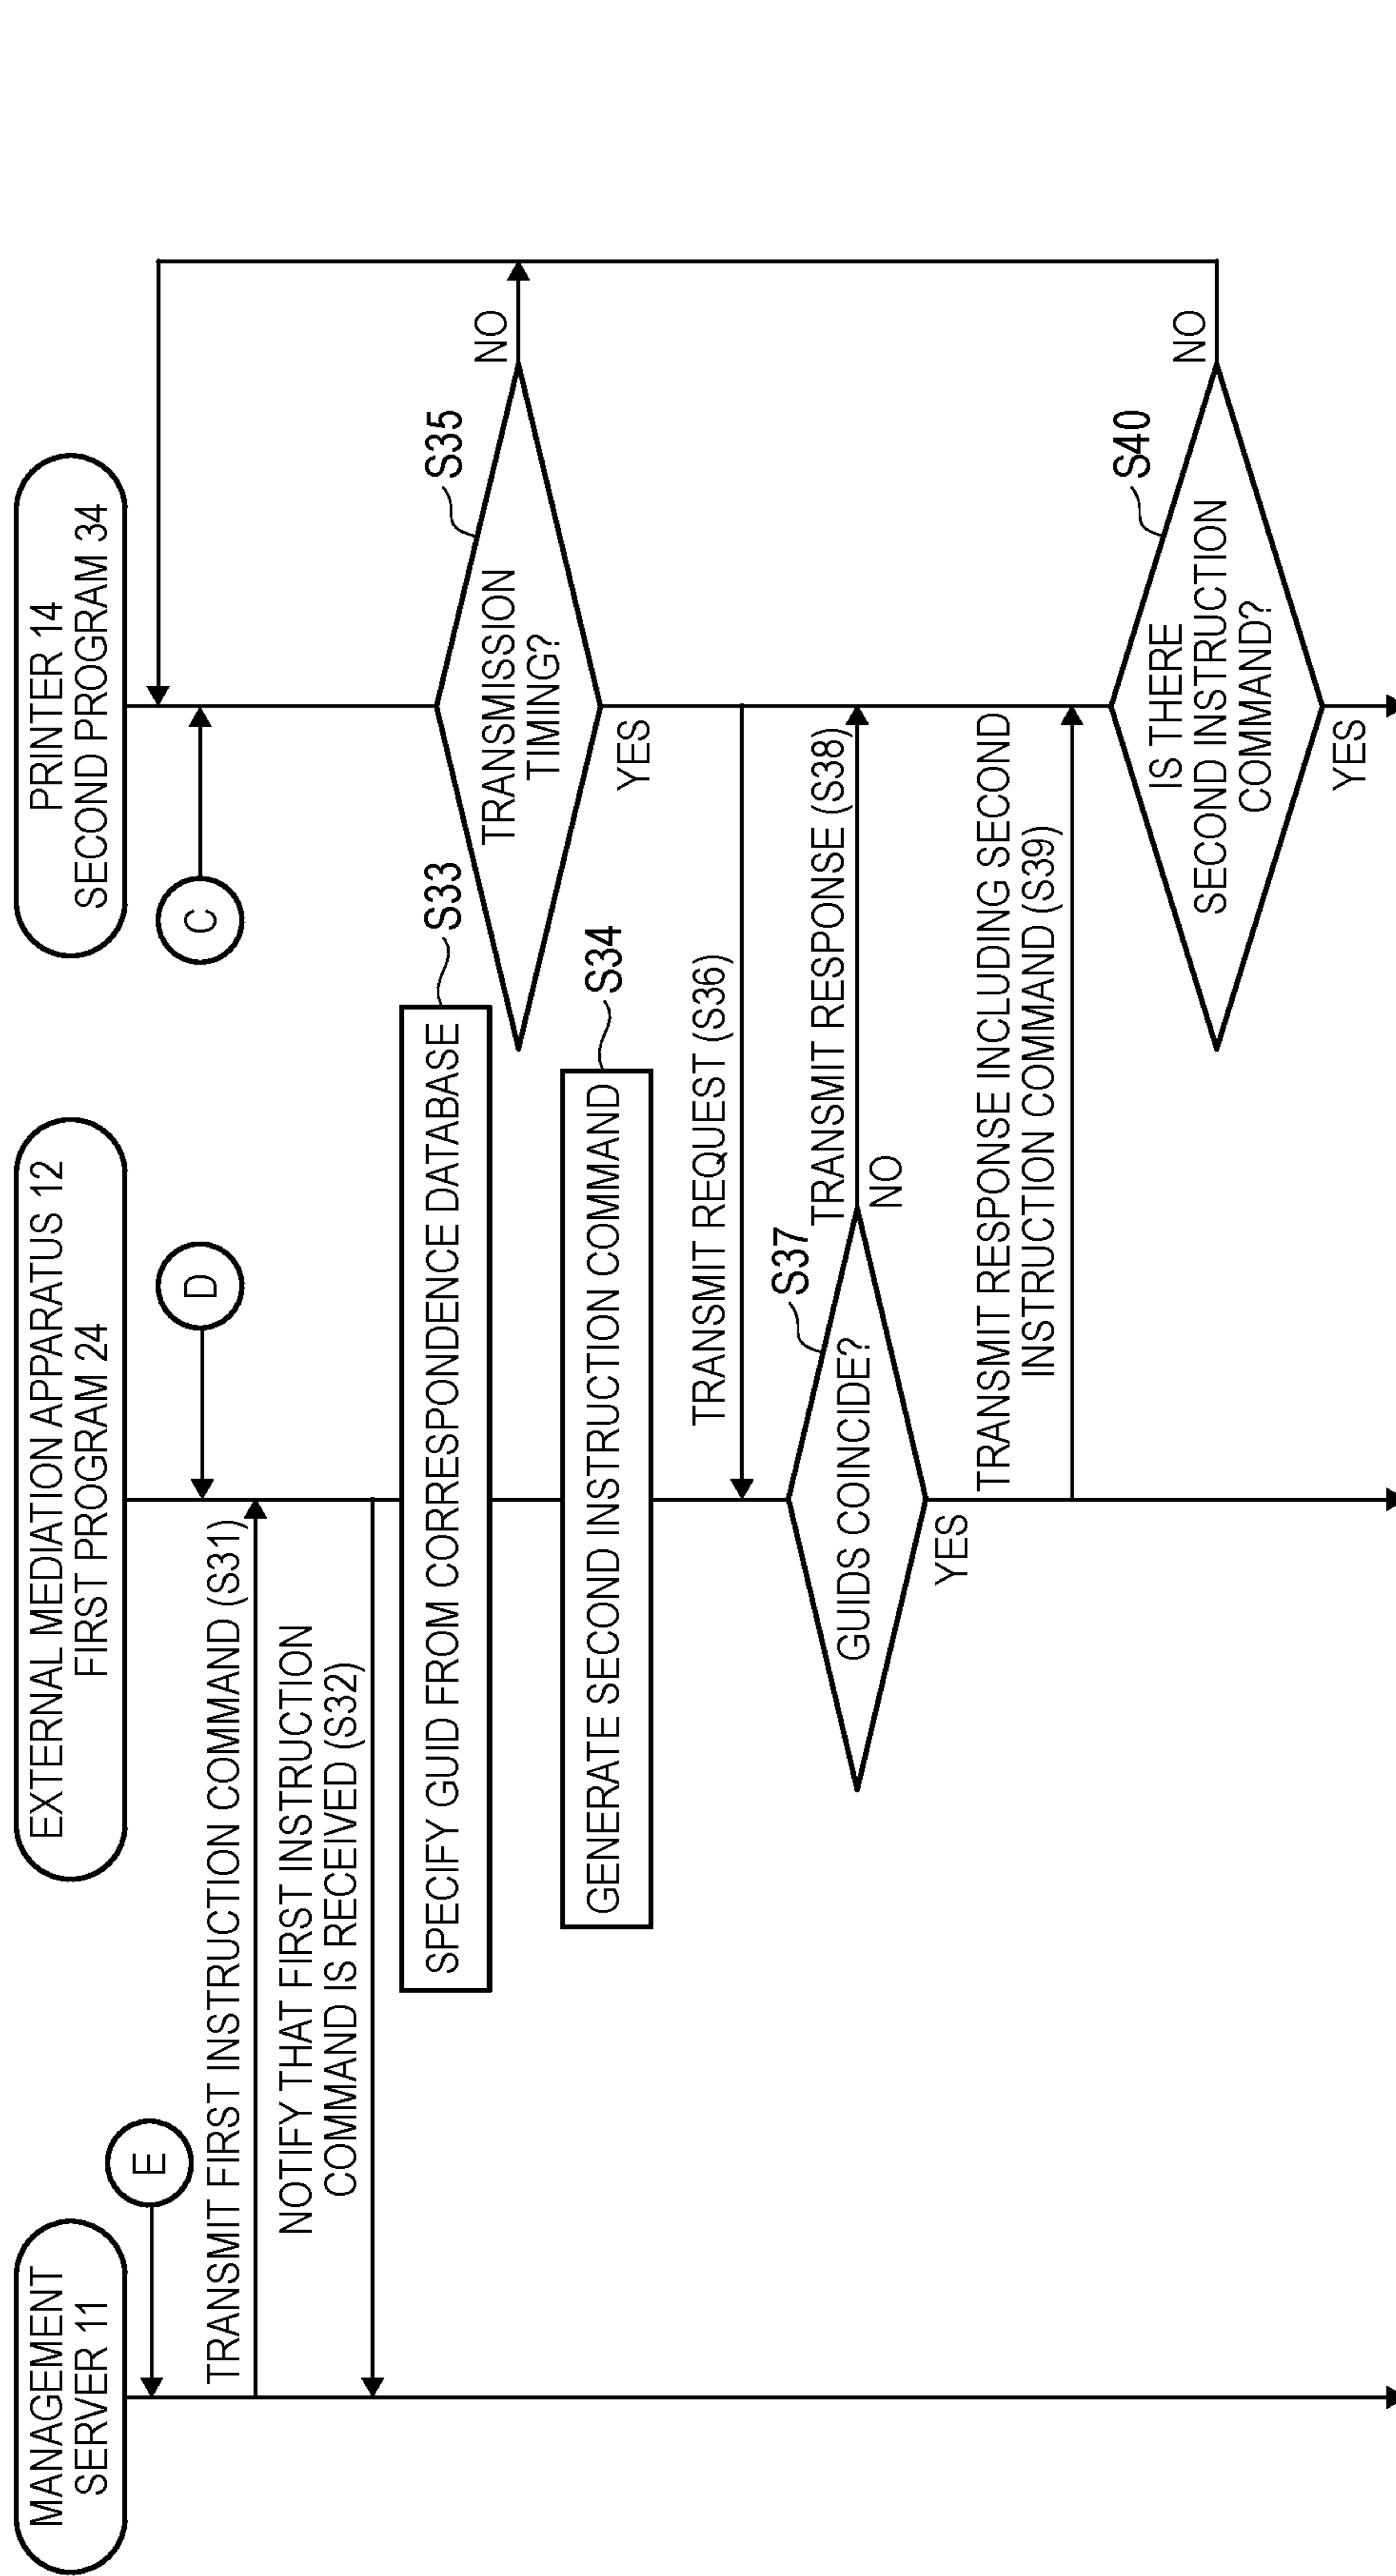 MANAGEMENT
SERVER 11
EXTERNAL MEDIATION APPARATUS 12
FIRST PROGRAM 24
PRINTER 14
SECOND PROGRAM 34
E
D
C
TRANSMIT FIRST INSTRUCTION COMMAND (S31)
NOTIFY THAT FIRST INSTRUCTION
COMMAND IS RECEIVED (S32)
SPECIFY GUID FROM CORRESPONDENCE DATABASE
S33
TRANSMISSION
TIMING?
S35
NO
YES
GENERATE SECOND INSTRUCTION COMMAND
S34
TRANSMIT REQUEST (S36)
S37
GUIDS COINCIDE?
TRANSMIT RESPONSE (S38)
NO
YES
TRANSMIT RESPONSE INCLUDING SECOND
INSTRUCTION COMMAND (S39)
S40
IS THERE
SECOND INSTRUCTION
COMMAND?
NO
YES